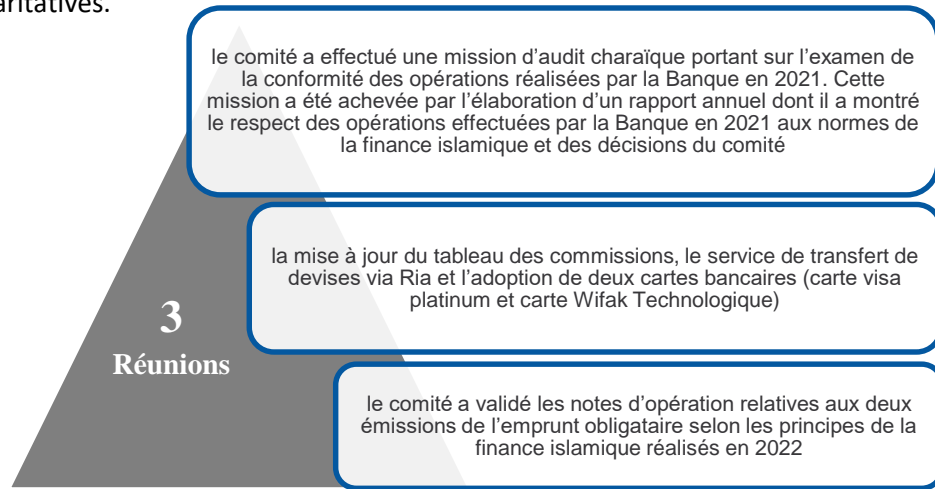 le comité a effectué une mission d’audit charaïque portant sur l’examen de
la conformité des opérations réalisées par la Banque en 2021. Cette
mission a été achevée par l’élaboration d’un rapport annuel dont il a montré
le respect des opérations effectuées par la Banque en 2021 aux normes de
la finance islamique et des décisions du comité
la mise à jour du tableau des commissions, le service de transfert de
devises via Ria et l’adoption de deux cartes bancaires (carte visa
platinum et carte Wifak Technologique)
3
Réunions
le comité a validé les notes d’opération relatives aux deux
émissions de l’emprunt obligataire selon les principes de la
finance islamique réalisés en 2022